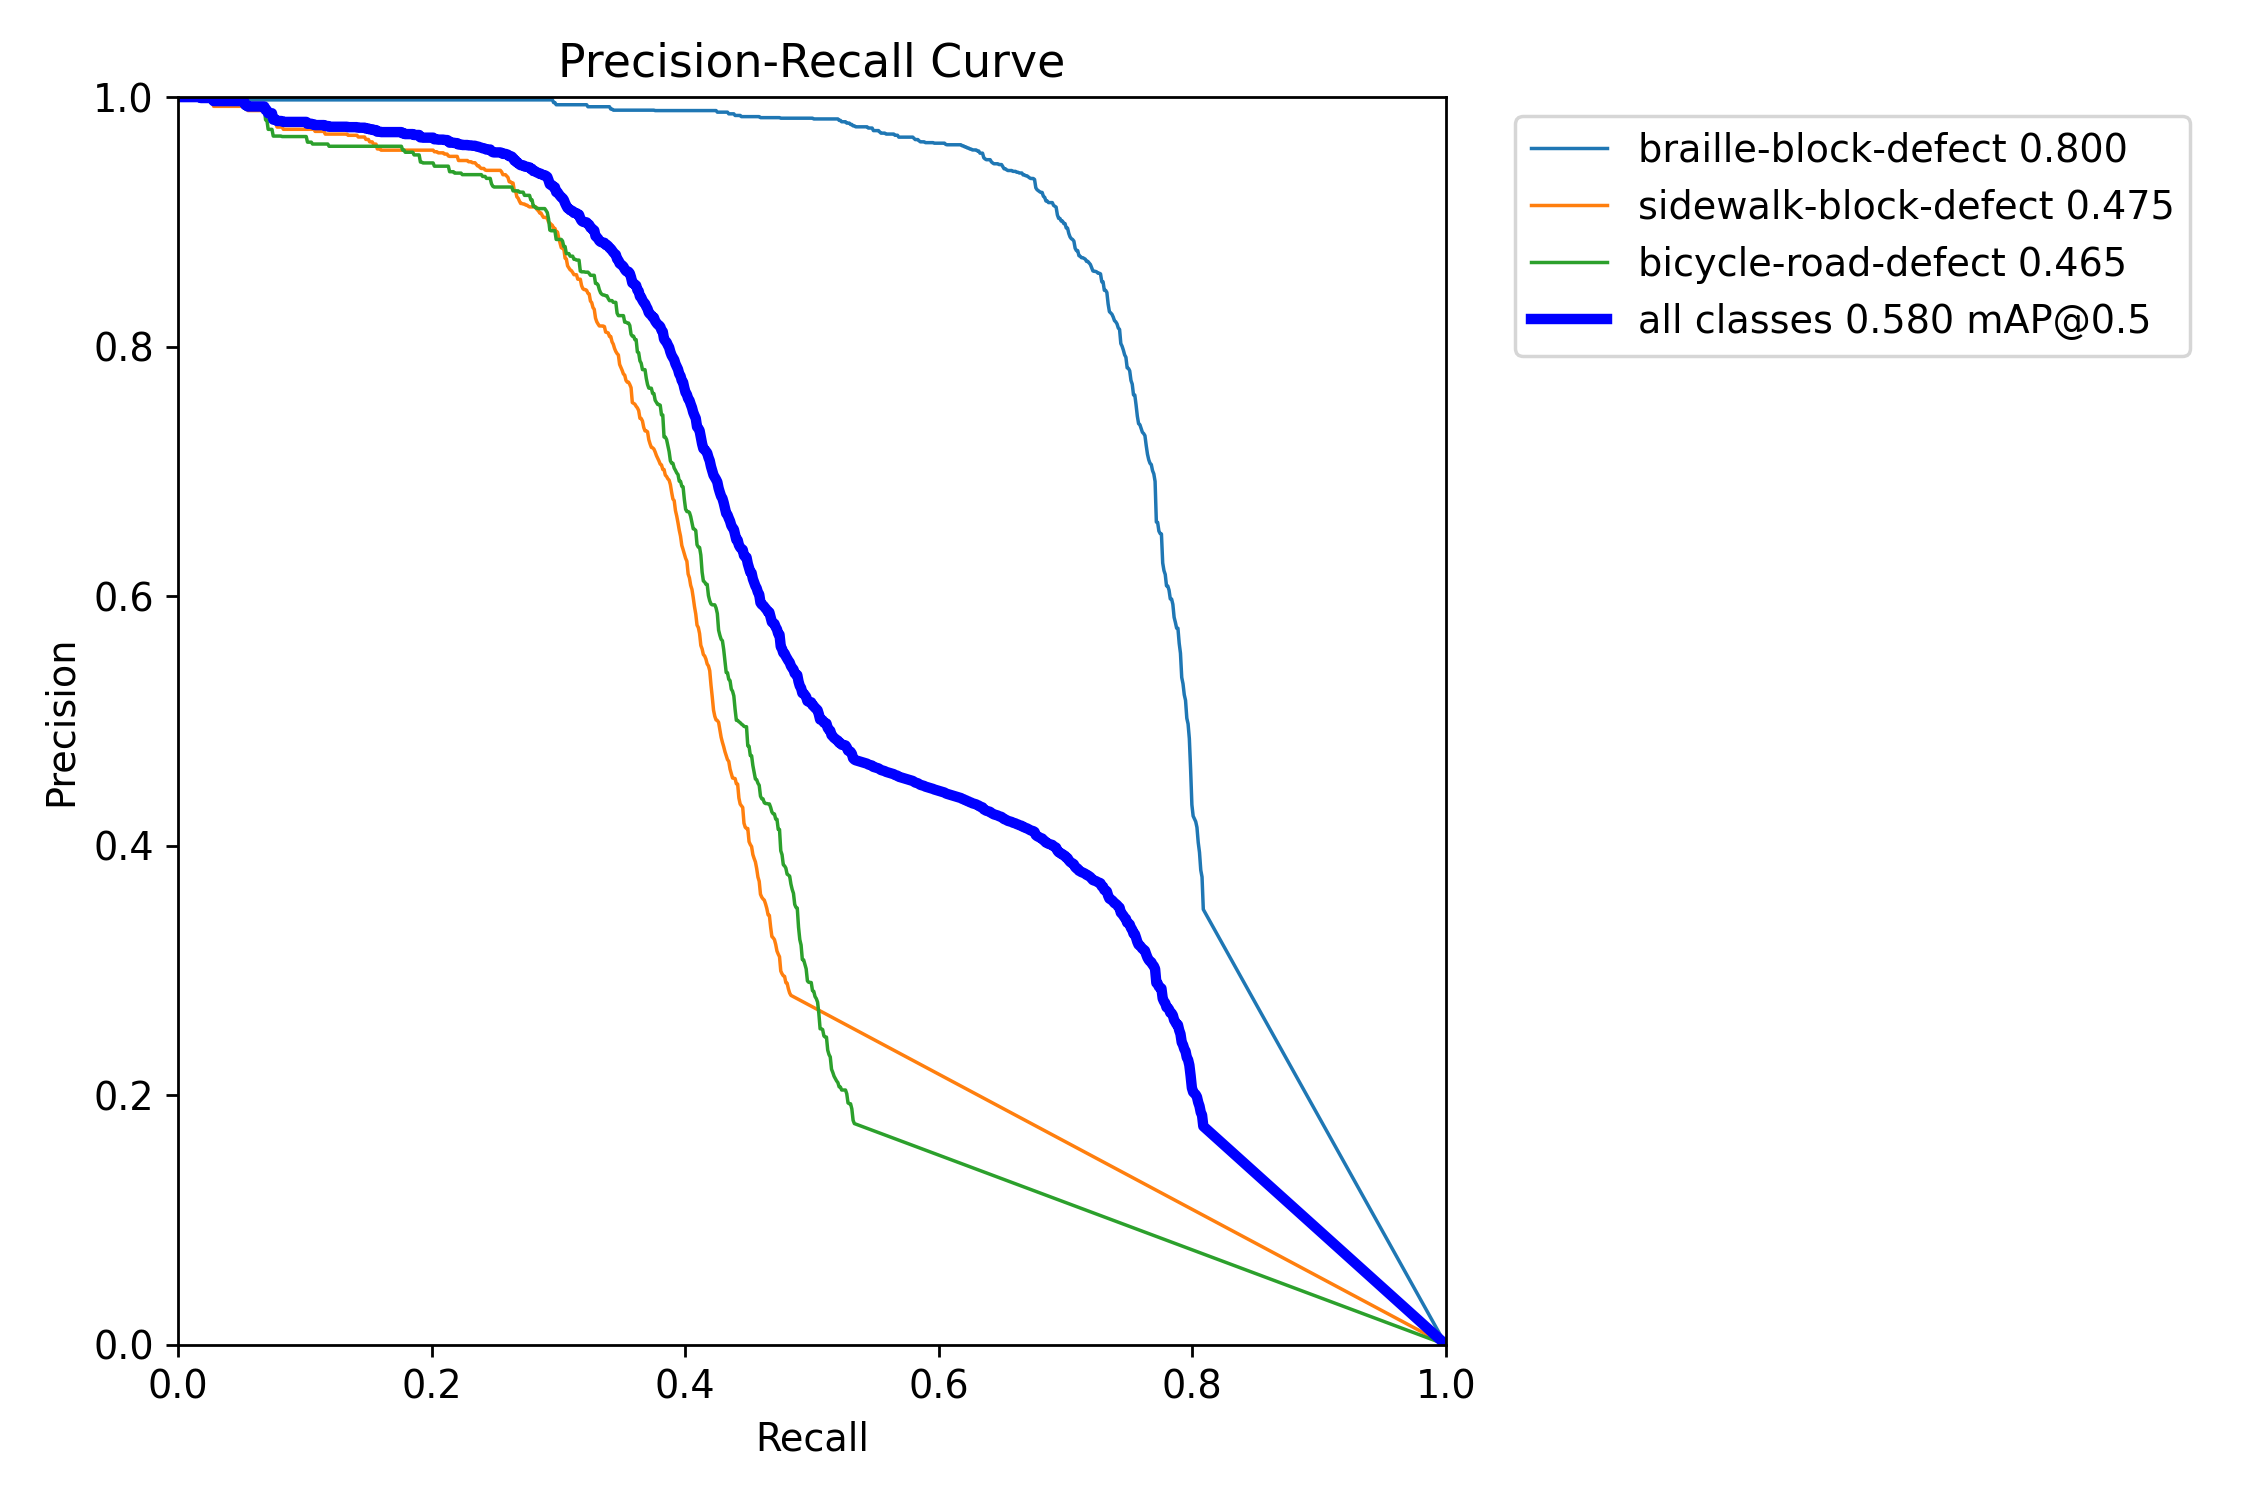 Precision-Recall Curve
1.0
0.8
0.6
0.4
0.2
0.0
Precision
0.0 0.2 0.4 0.6 0.8 1.0
Recall
braille-block-defect 0.800
sidewalk-block-defect 0.475
bicycle-road-defect 0.465
all classes 0.580 mAP@0.5